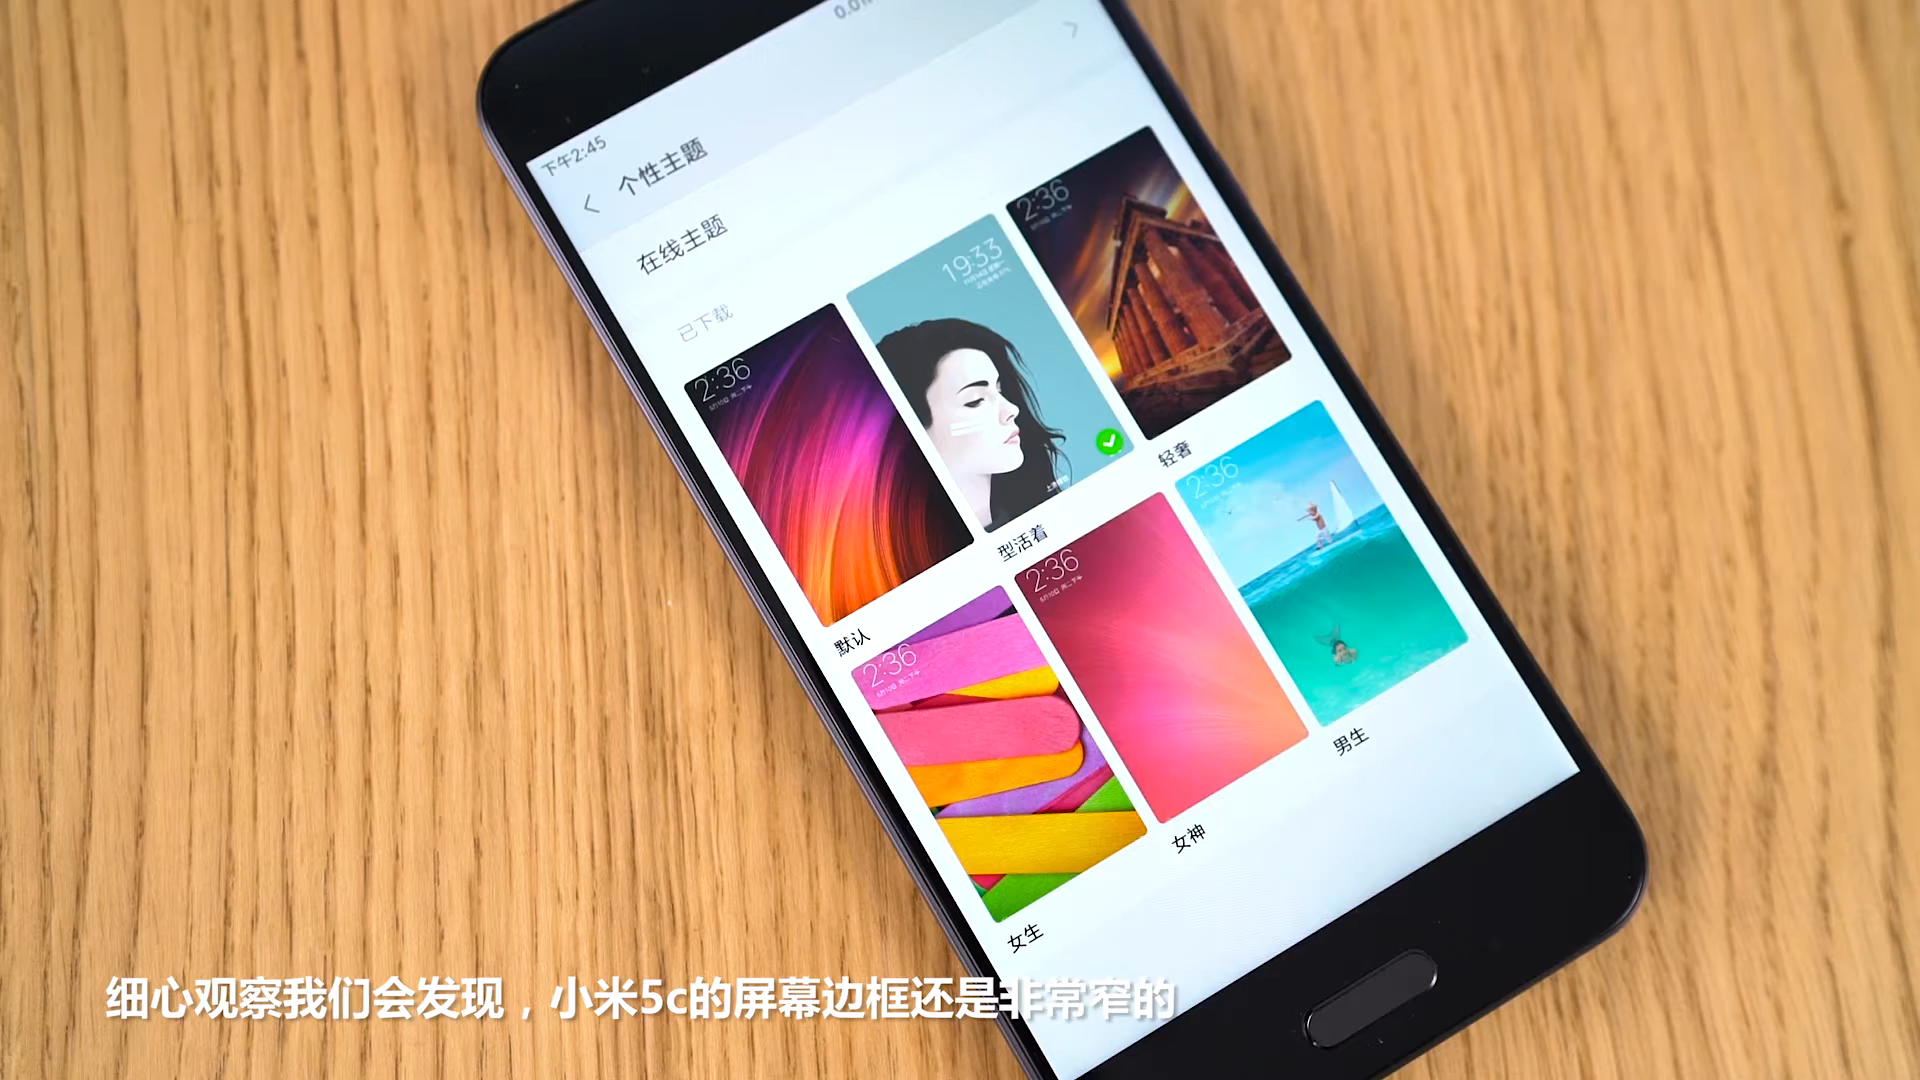 下午2:45
个性主题
在线主题
已下载
2:36
19:33
2:36
默认
型活着
轻奢
2:36
2:36
2:36
女生
女神
男生
细心观察我们会发现，小米5c的屏幕边框还是非常窄的